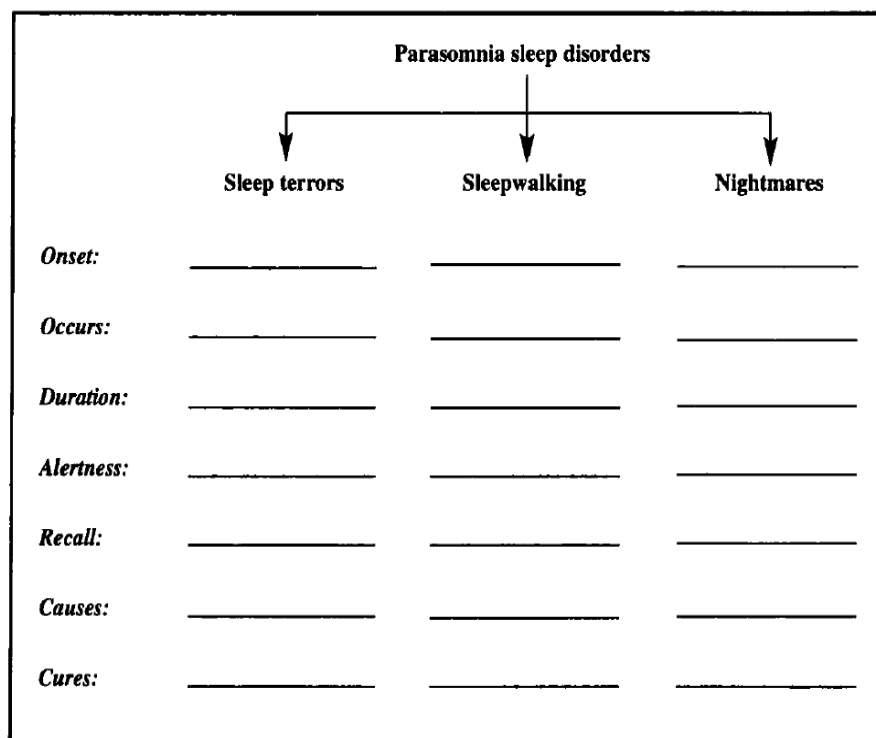 Parasomnia sleep disorders
Sleep terrors Sleepwalking Nightmares
Onset:
Occurs:
Duration:
Alertness:
Recall:
Causes:
Cures: